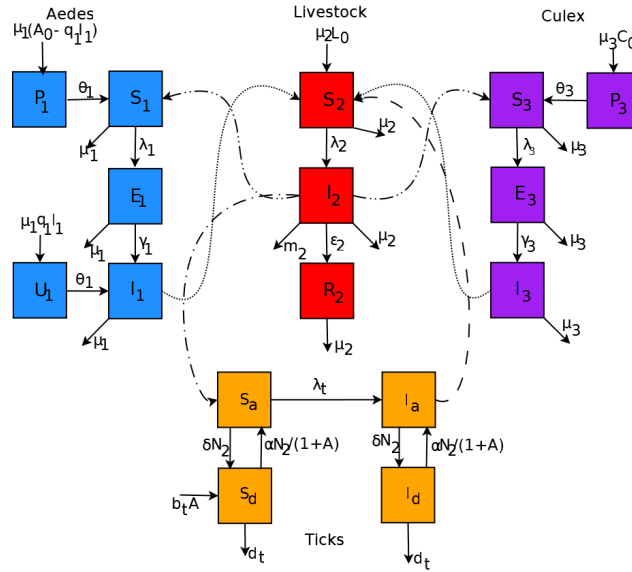 Aedes
Livestock
Culex
μ₁(A₀- q₁I₁)
μ₂L₀
μ₃C₀
P₁
θ₁
S₁
S₂
S₃
θ₃
P₃
μ₁
λ₁
λ₂
μ₂
λ₃
μ₃
E₁
I₂
E₃
μ₁q₁I₁
μ₁
γ₁
m₂
ε₂
μ₂
γ₃
μ₃
U₁
θ₁
I₁
R₂
I₃
μ₁
μ₂
μ₃
Sₐ
λₜ
Iₐ
δN₂
αN₂/(1+A)
δN₂
αN₂/(1+A)
bₜA
S_d
I_d
dₜ
Ticks
dₜ